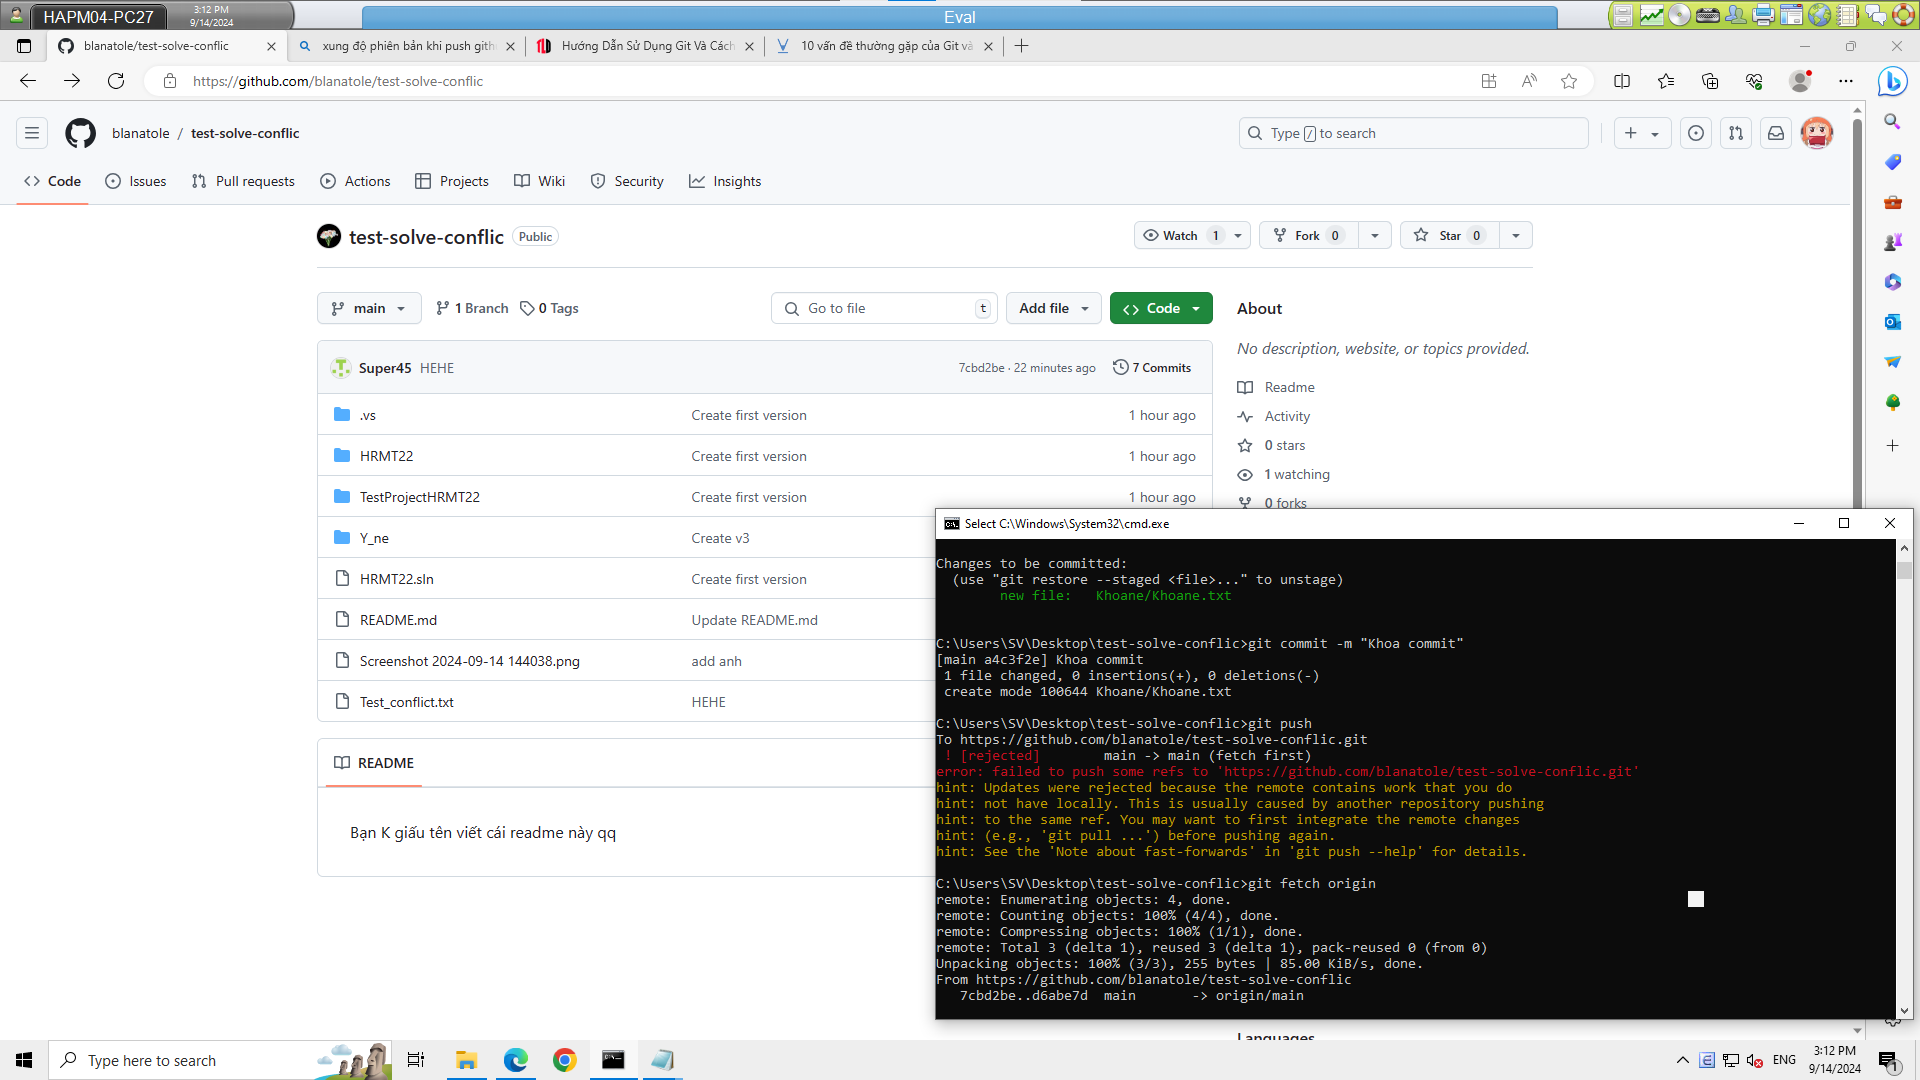 HAPM04-PC27
3:12 PM
9/14/2024
Eval
blanatole/test-solve-conflic
xung độ phiên bản khi push gith
Hướng Dẫn Sử Dụng Git Và Cách
10 vấn đề thường gặp của Git và
https://github.com/blanatole/test-solve-conflic
blanatole / test-solve-conflic
Type / to search
Code
Issues
Pull requests
Actions
Projects
Wiki
Security
Insights
test-solve-conflic
Public
Watch 1
Fork 0
Star 0
main
1 Branch
0 Tags
Go to file
t
Add file
Code
About
No description, website, or topics provided.
Readme
Activity
0 stars
1 watching
0 forks
Languages
Super45 HEHE
7cbd2be · 22 minutes ago
7 Commits
.vs Create first version 1 hour ago
HRMT22 Create first version 1 hour ago
TestProjectHRMT22 Create first version 1 hour ago
Y_ne Create v3
HRMT22.sln Create first version
README.md Update README.md
Screenshot 2024-09-14 144038.png add anh
Test_conflict.txt HEHE
README
Bạn K giấu tên viết cái readme này qq
Select C:\Windows\System32\cmd.exe
Changes to be committed:
(use "git restore --staged <file>..." to unstage)
new file:   Khoane/Khoane.txt
C:\Users\SV\Desktop\test-solve-conflic>git commit -m "Khoa commit"
[main a4c3f2e] Khoa commit
1 file changed, 0 insertions(+), 0 deletions(-)
create mode 100644 Khoane/Khoane.txt
C:\Users\SV\Desktop\test-solve-conflic>git push
To https://github.com/blanatole/test-solve-conflic.git
! [rejected]        main -> main (fetch first)
error: failed to push some refs to 'https://github.com/blanatole/test-solve-conflic.git'
hint: Updates were rejected because the remote contains work that you do
hint: not have locally. This is usually caused by another repository pushing
hint: to the same ref. You may want to first integrate the remote changes
hint: (e.g., 'git pull ...') before pushing again.
hint: See the 'Note about fast-forwards' in 'git push --help' for details.
C:\Users\SV\Desktop\test-solve-conflic>git fetch origin
remote: Enumerating objects: 4, done.
remote: Counting objects: 100% (4/4), done.
remote: Compressing objects: 100% (1/1), done.
remote: Total 3 (delta 1), reused 3 (delta 1), pack-reused 0 (from 0)
Unpacking objects: 100% (3/3), 255 bytes | 85.00 KiB/s, done.
From https://github.com/blanatole/test-solve-conflic
7cbd2be..d6abe7d  main       -> origin/main
Type here to search
ENG
3:12 PM
9/14/2024
1